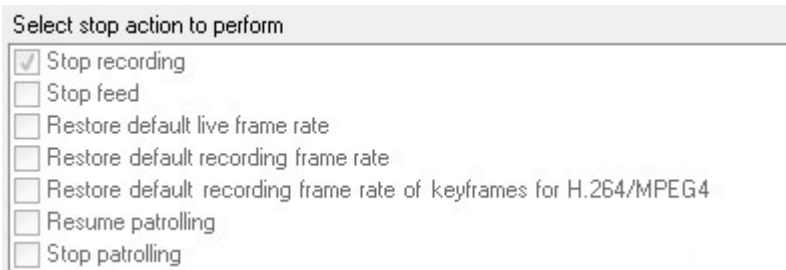 Select stop action to perform
Stop recording
Stop feed
Restore default live frame rate
Restore default recording frame rate
Restore default recording frame rate of keyframes for H.264/MPEG4
Resume patrolling
Stop patrolling